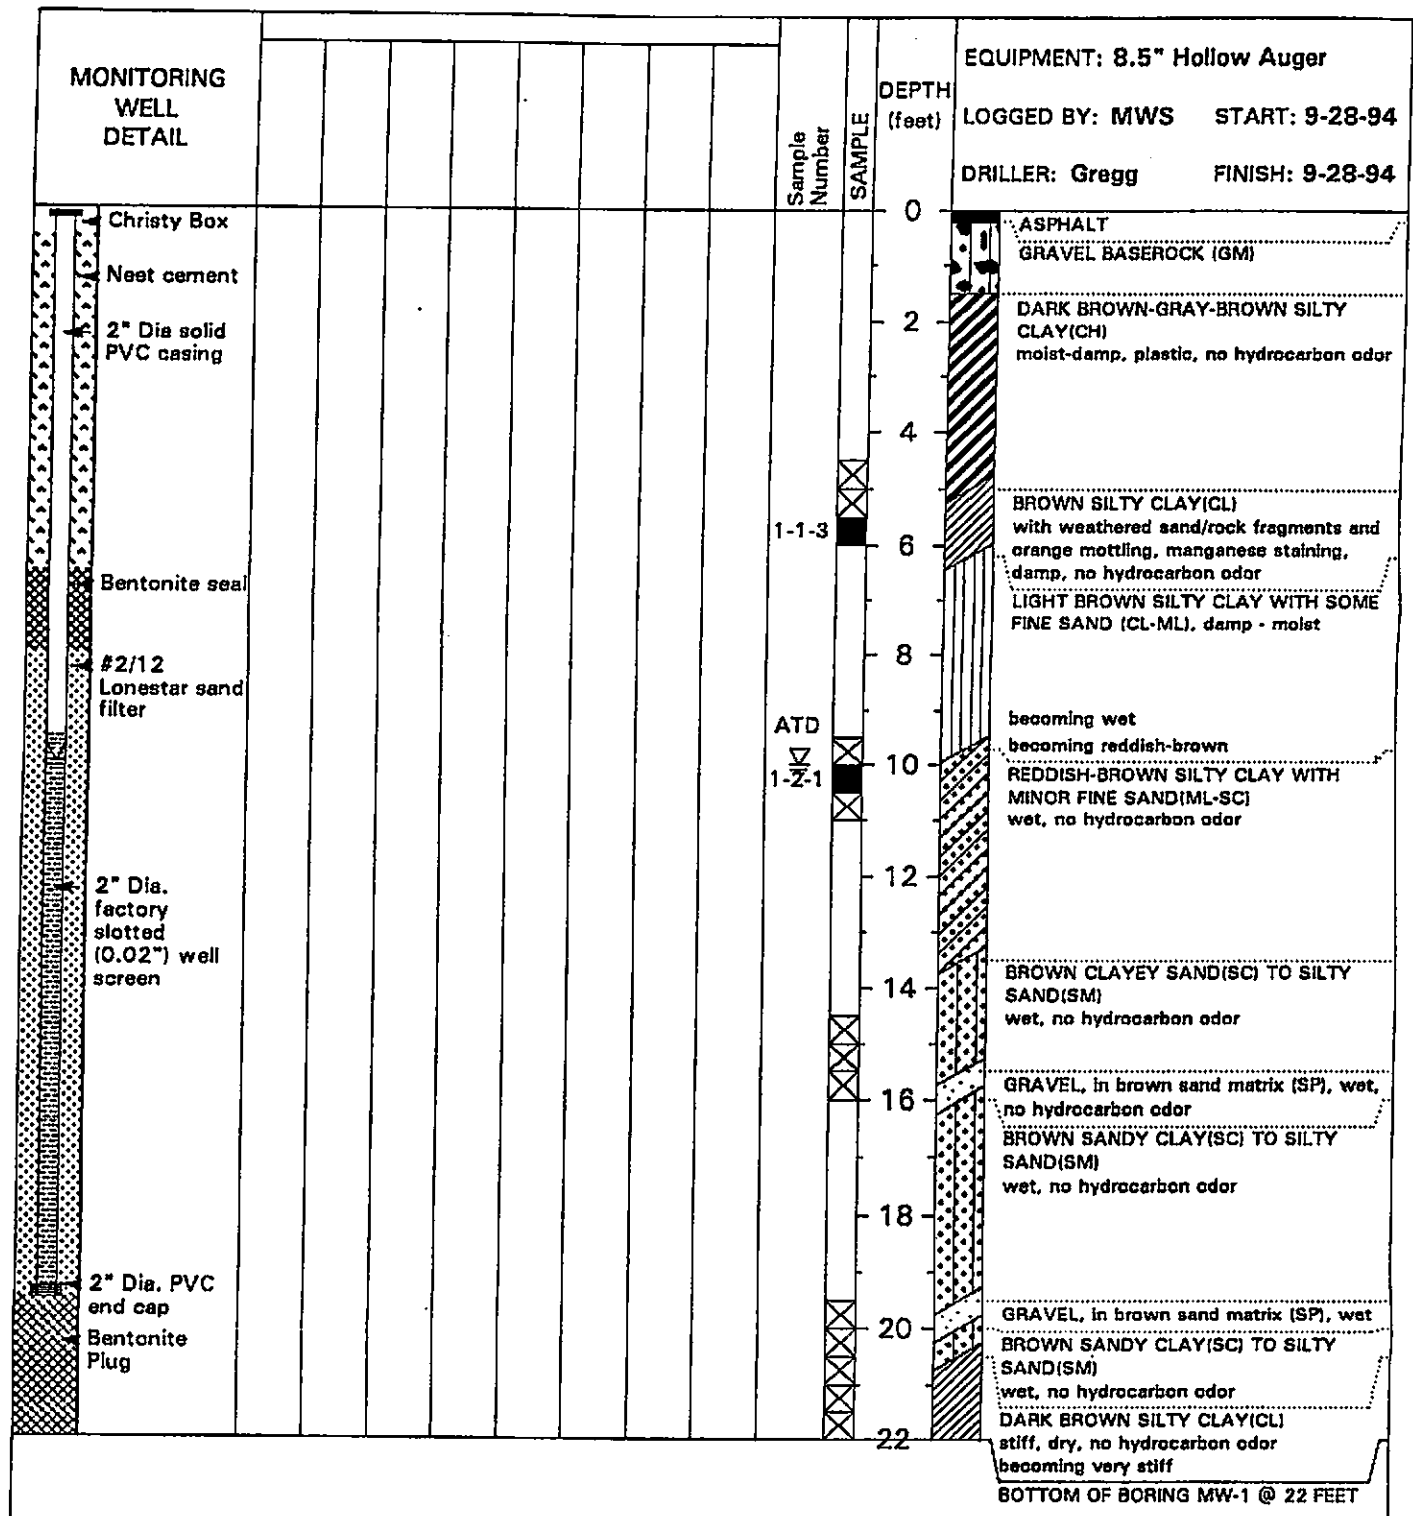 MONITORING
WELL
DETAIL
Sample
Number
SAMPLE
DEPTH
(feet)
EQUIPMENT: 8.5" Hollow Auger
LOGGED BY: MWS START: 9-28-94
DRILLER: Gregg FINISH: 9-28-94
Christy Box
Neet cement
2" Dia solid
PVC casing
Bentonite seal
#2/12
Lonestar sand
filter
2" Dia.
factory
slotted
(0.02") well
screen
2" Dia. PVC
end cap
Bentonite
Plug
1-1-3
ATD
1-2-1
0
2
4
6
8
10
12
14
16
18
20
22
ASPHALT
GRAVEL BASEROCK (GM)
DARK BROWN-GRAY-BROWN SILTY
CLAY(CH)
moist-damp, plastic, no hydrocarbon odor
BROWN SILTY CLAY(CL)
with weathered sand/rock fragments and
orange mottling, manganese staining,
damp, no hydrocarbon odor
LIGHT BROWN SILTY CLAY WITH SOME
FINE SAND (CL-ML), damp - moist
becoming wet
becoming reddish-brown
REDDISH-BROWN SILTY CLAY WITH
MINOR FINE SAND(ML-SC)
wet, no hydrocarbon odor
BROWN CLAYEY SAND(SC) TO SILTY
SAND(SM)
wet, no hydrocarbon odor
GRAVEL, in brown sand matrix (SP), wet,
no hydrocarbon odor
BROWN SANDY CLAY(SC) TO SILTY
SAND(SM)
wet, no hydrocarbon odor
GRAVEL, in brown sand matrix (SP), wet
BROWN SANDY CLAY(SC) TO SILTY
SAND(SM)
wet, no hydrocarbon odor
DARK BROWN SILTY CLAY(CL)
stiff, dry, no hydrocarbon odor
becoming very stiff
BOTTOM OF BORING MW-1 @ 22 FEET